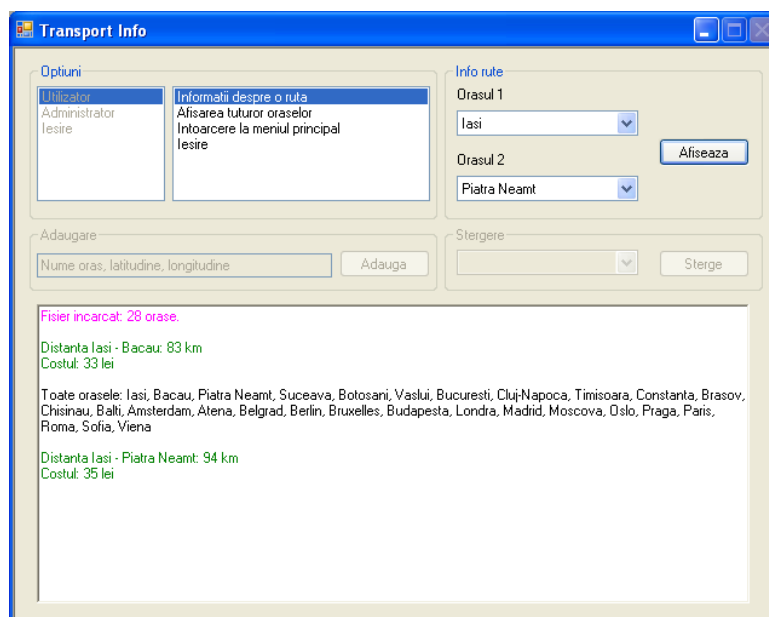 Transport Info
Optiuni
Utilizator
Administrator
Iesire
Informatii despre o ruta
Afisarea tuturor oraselor
Intoarcere la meniul principal
Iesire
Info rute
Orasul 1
Iasi
Orasul 2
Piatra Neamt
Afiseaza
Adaugare
Nume oras, latitudine, longitudine
Adauga
Stergere
Sterge
Fisier incarcat: 28 orase.
Distanta Iasi - Bacau: 83 km
Costul: 33 lei
Toate orasele: Iasi, Bacau, Piatra Neamt, Suceava, Botosani, Vaslui, Bucuresti, Cluj-Napoca, Timisoara, Constanta, Brasov,
Chisinau, Balti, Amsterdam, Atena, Belgrad, Berlin, Bruxelles, Budapesta, Londra, Madrid, Moscova, Oslo, Praga, Paris,
Roma, Sofia, Viena
Distanta Iasi - Piatra Neamt: 94 km
Costul: 35 lei